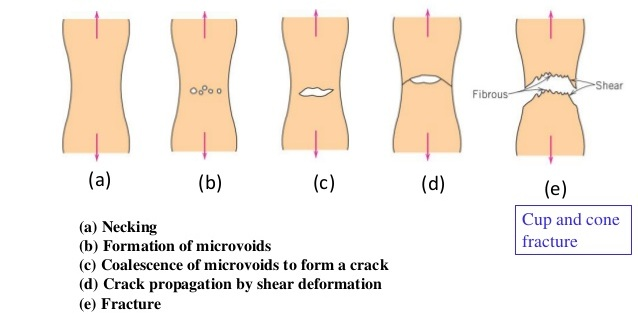 Fibrous
Shear
(a)
(b)
(c)
(d)
(e)
Cup and cone
fracture
(a) Necking
(b) Formation of microvoids
(c) Coalescence of microvoids to form a crack
(d) Crack propagation by shear deformation
(e) Fracture